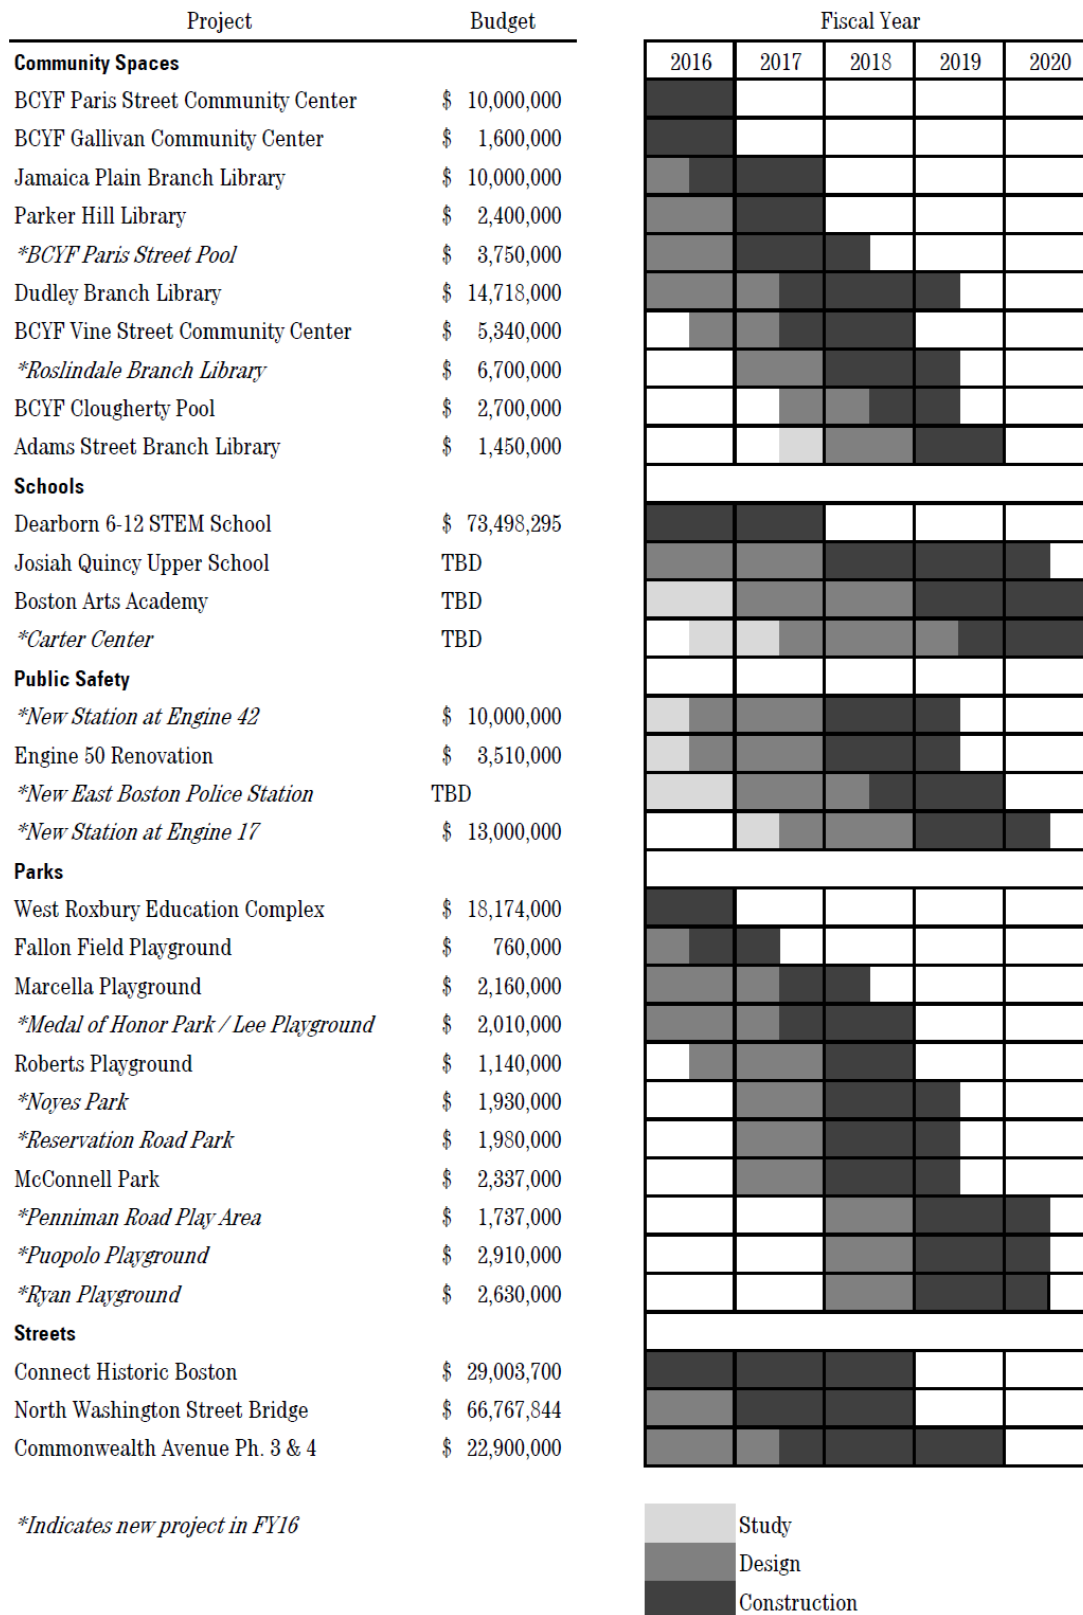 Project Budget Fiscal Year
Community Spaces 2016 2017 2018 2019 2020
BCYF Paris Street Community Center $ 10,000,000
BCYF Gallivan Community Center $ 1,600,000
Jamaica Plain Branch Library $ 10,000,000
Parker Hill Library $ 2,400,000
*BCYF Paris Street Pool $ 3,750,000
Dudley Branch Library $ 14,718,000
BCYF Vine Street Community Center $ 5,340,000
*Roslindale Branch Library $ 6,700,000
BCYF Clougherty Pool $ 2,700,000
Adams Street Branch Library $ 1,450,000
Schools
Dearborn 6-12 STEM School $ 73,498,295
Josiah Quincy Upper School TBD
Boston Arts Academy TBD
*Carter Center TBD
Public Safety
*New Station at Engine 42 $ 10,000,000
Engine 50 Renovation $ 3,510,000
*New East Boston Police Station TBD
*New Station at Engine 17 $ 13,000,000
Parks
West Roxbury Education Complex $ 18,174,000
Fallon Field Playground $ 760,000
Marcella Playground $ 2,160,000
*Medal of Honor Park / Lee Playground $ 2,010,000
Roberts Playground $ 1,140,000
*Noyes Park $ 1,930,000
*Reservation Road Park $ 1,980,000
McConnell Park $ 2,337,000
*Penniman Road Play Area $ 1,737,000
*Puopolo Playground $ 2,910,000
*Ryan Playground $ 2,630,000
Streets
Connect Historic Boston $ 29,003,700
North Washington Street Bridge $ 66,767,844
Commonwealth Avenue Ph. 3 & 4 $ 22,900,000
*Indicates new project in FY16 Study
Design
Construction